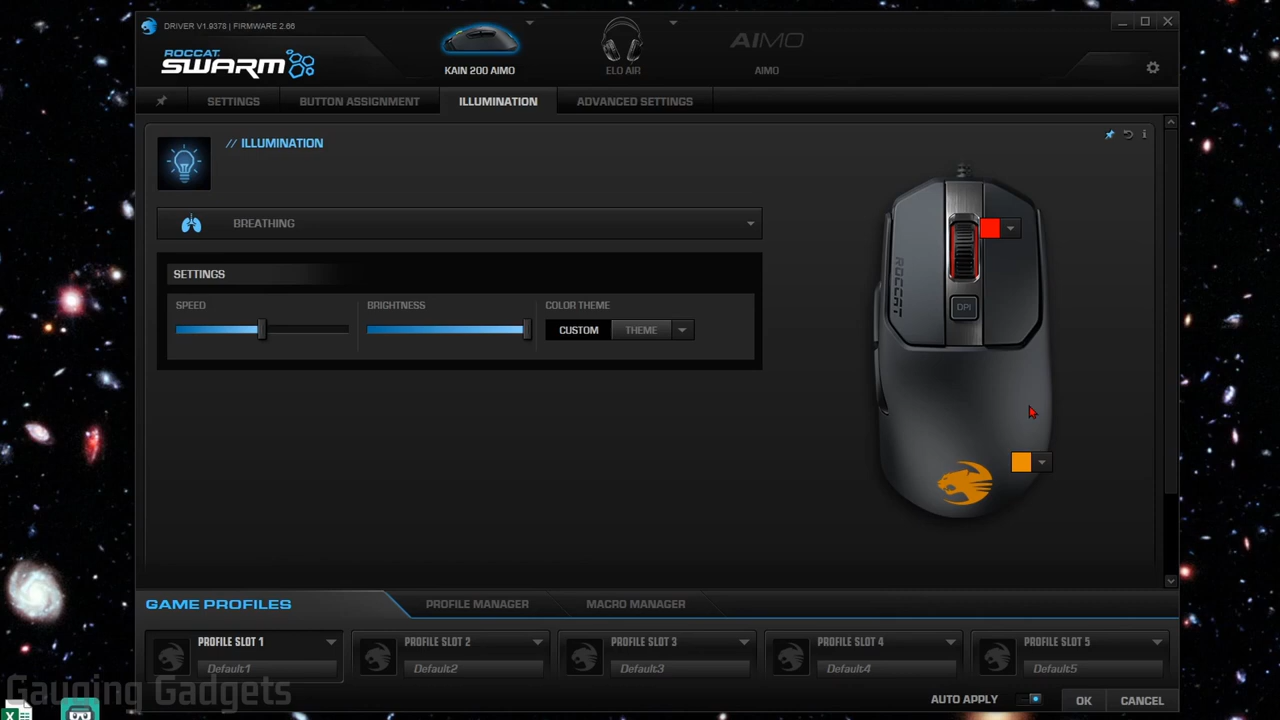 DRIVER V1.9378 | FIRMWARE 2.66
ROCCAT
SWARM
KAIN 200 AIMO
ELO AIR
AIMO
AIMO
SETTINGS
BUTTON ASSIGNMENT
ILLUMINATION
ADVANCED SETTINGS
// ILLUMINATION
BREATHING
SETTINGS
SPEED
BRIGHTNESS
COLOR THEME
CUSTOM
THEME
ROCCAT
DPI
GAME PROFILES
PROFILE MANAGER
MACRO MANAGER
PROFILE SLOT 1
Default1
PROFILE SLOT 2
Default2
PROFILE SLOT 3
Default3
PROFILE SLOT 4
Default4
PROFILE SLOT 5
Default5
Gauging Gadgets
AUTO APPLY
OK
CANCEL